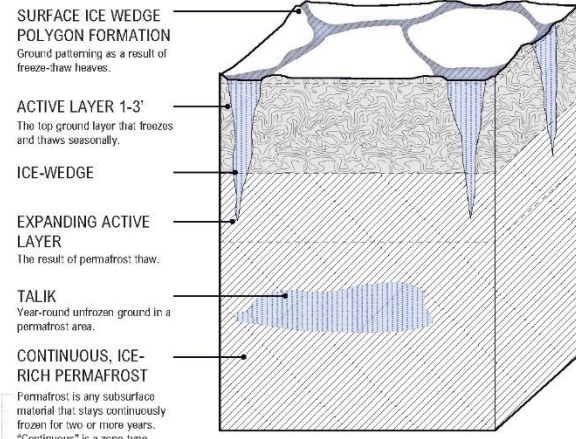 SURFACE ICE WEDGE
POLYGON FORMATION
Ground patterning as a result of
freeze-thaw heaves.
ACTIVE LAYER 1-3'
The top ground layer that freezes
and thaws seasonally.
ICE-WEDGE
EXPANDING ACTIVE
LAYER
The result of permafrost thaw.
TALIK
Year-round unfrozen ground in a
permafrost area.
CONTINUOUS, ICE-
RICH PERMAFROST
Permafrost is any subsurface
material that stays continuously
frozen for two or more years.
"Continuous" is a zone type